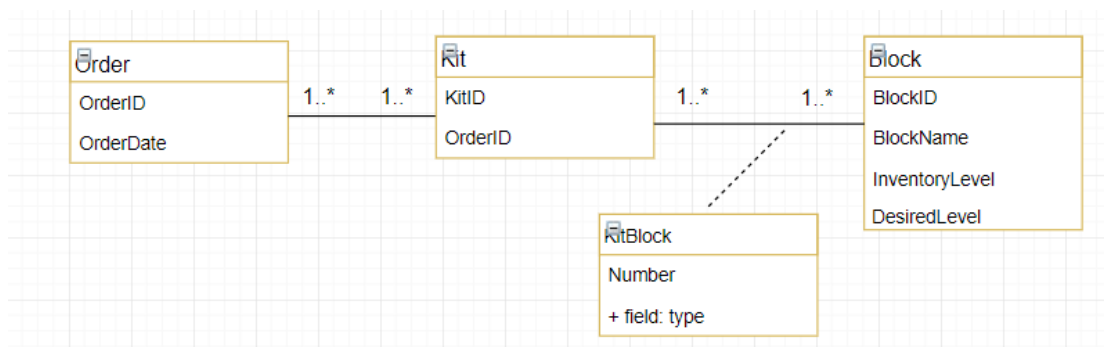 Order
OrderID
OrderDate
1..* 1..*
Kit
KitID
OrderID
1..* 1..*
Block
BlockID
BlockName
InventoryLevel
DesiredLevel
KitBlock
Number
+ field: type